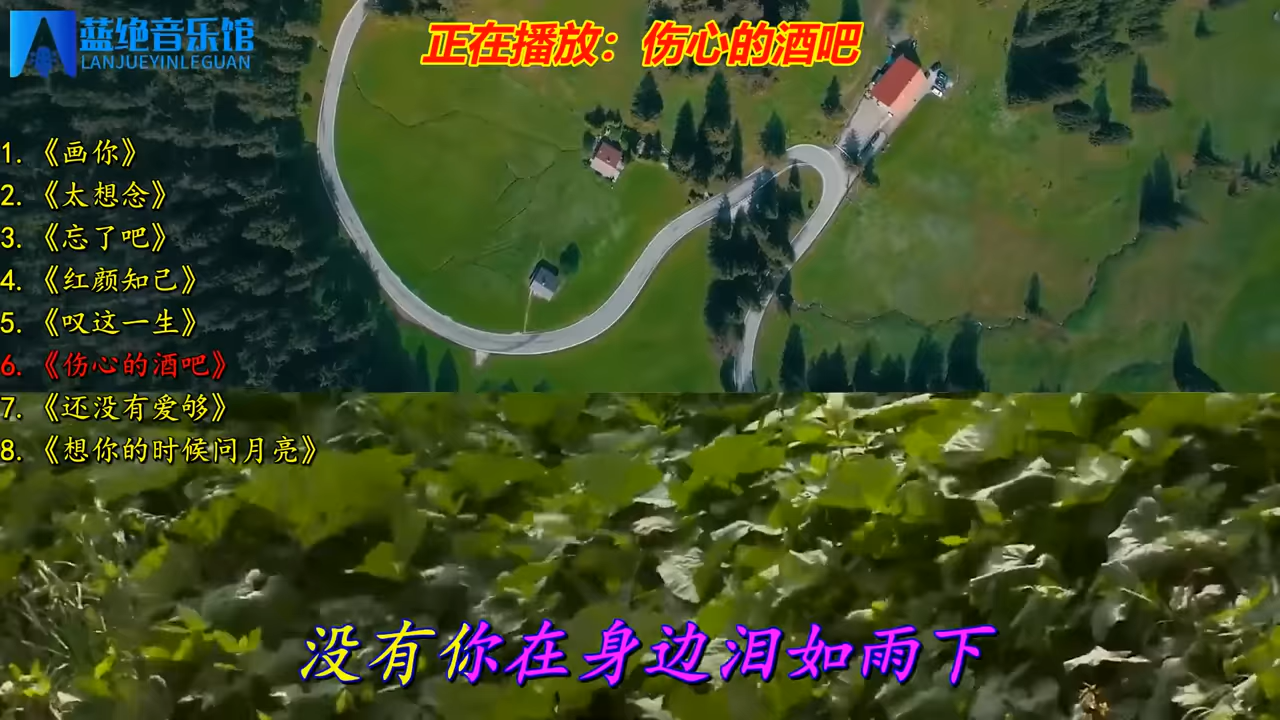 蓝绝音乐馆
LANJUEYINLEGUAN
正在播放：伤心的酒吧
1. 《画你》
2. 《太想念》
3. 《忘了吧》
4. 《红颜知己》
5. 《叹这一生》
6. 《伤心的酒吧》
7. 《还没有爱够》
8. 《想你的时候问月亮》
没有你在身边泪如雨下